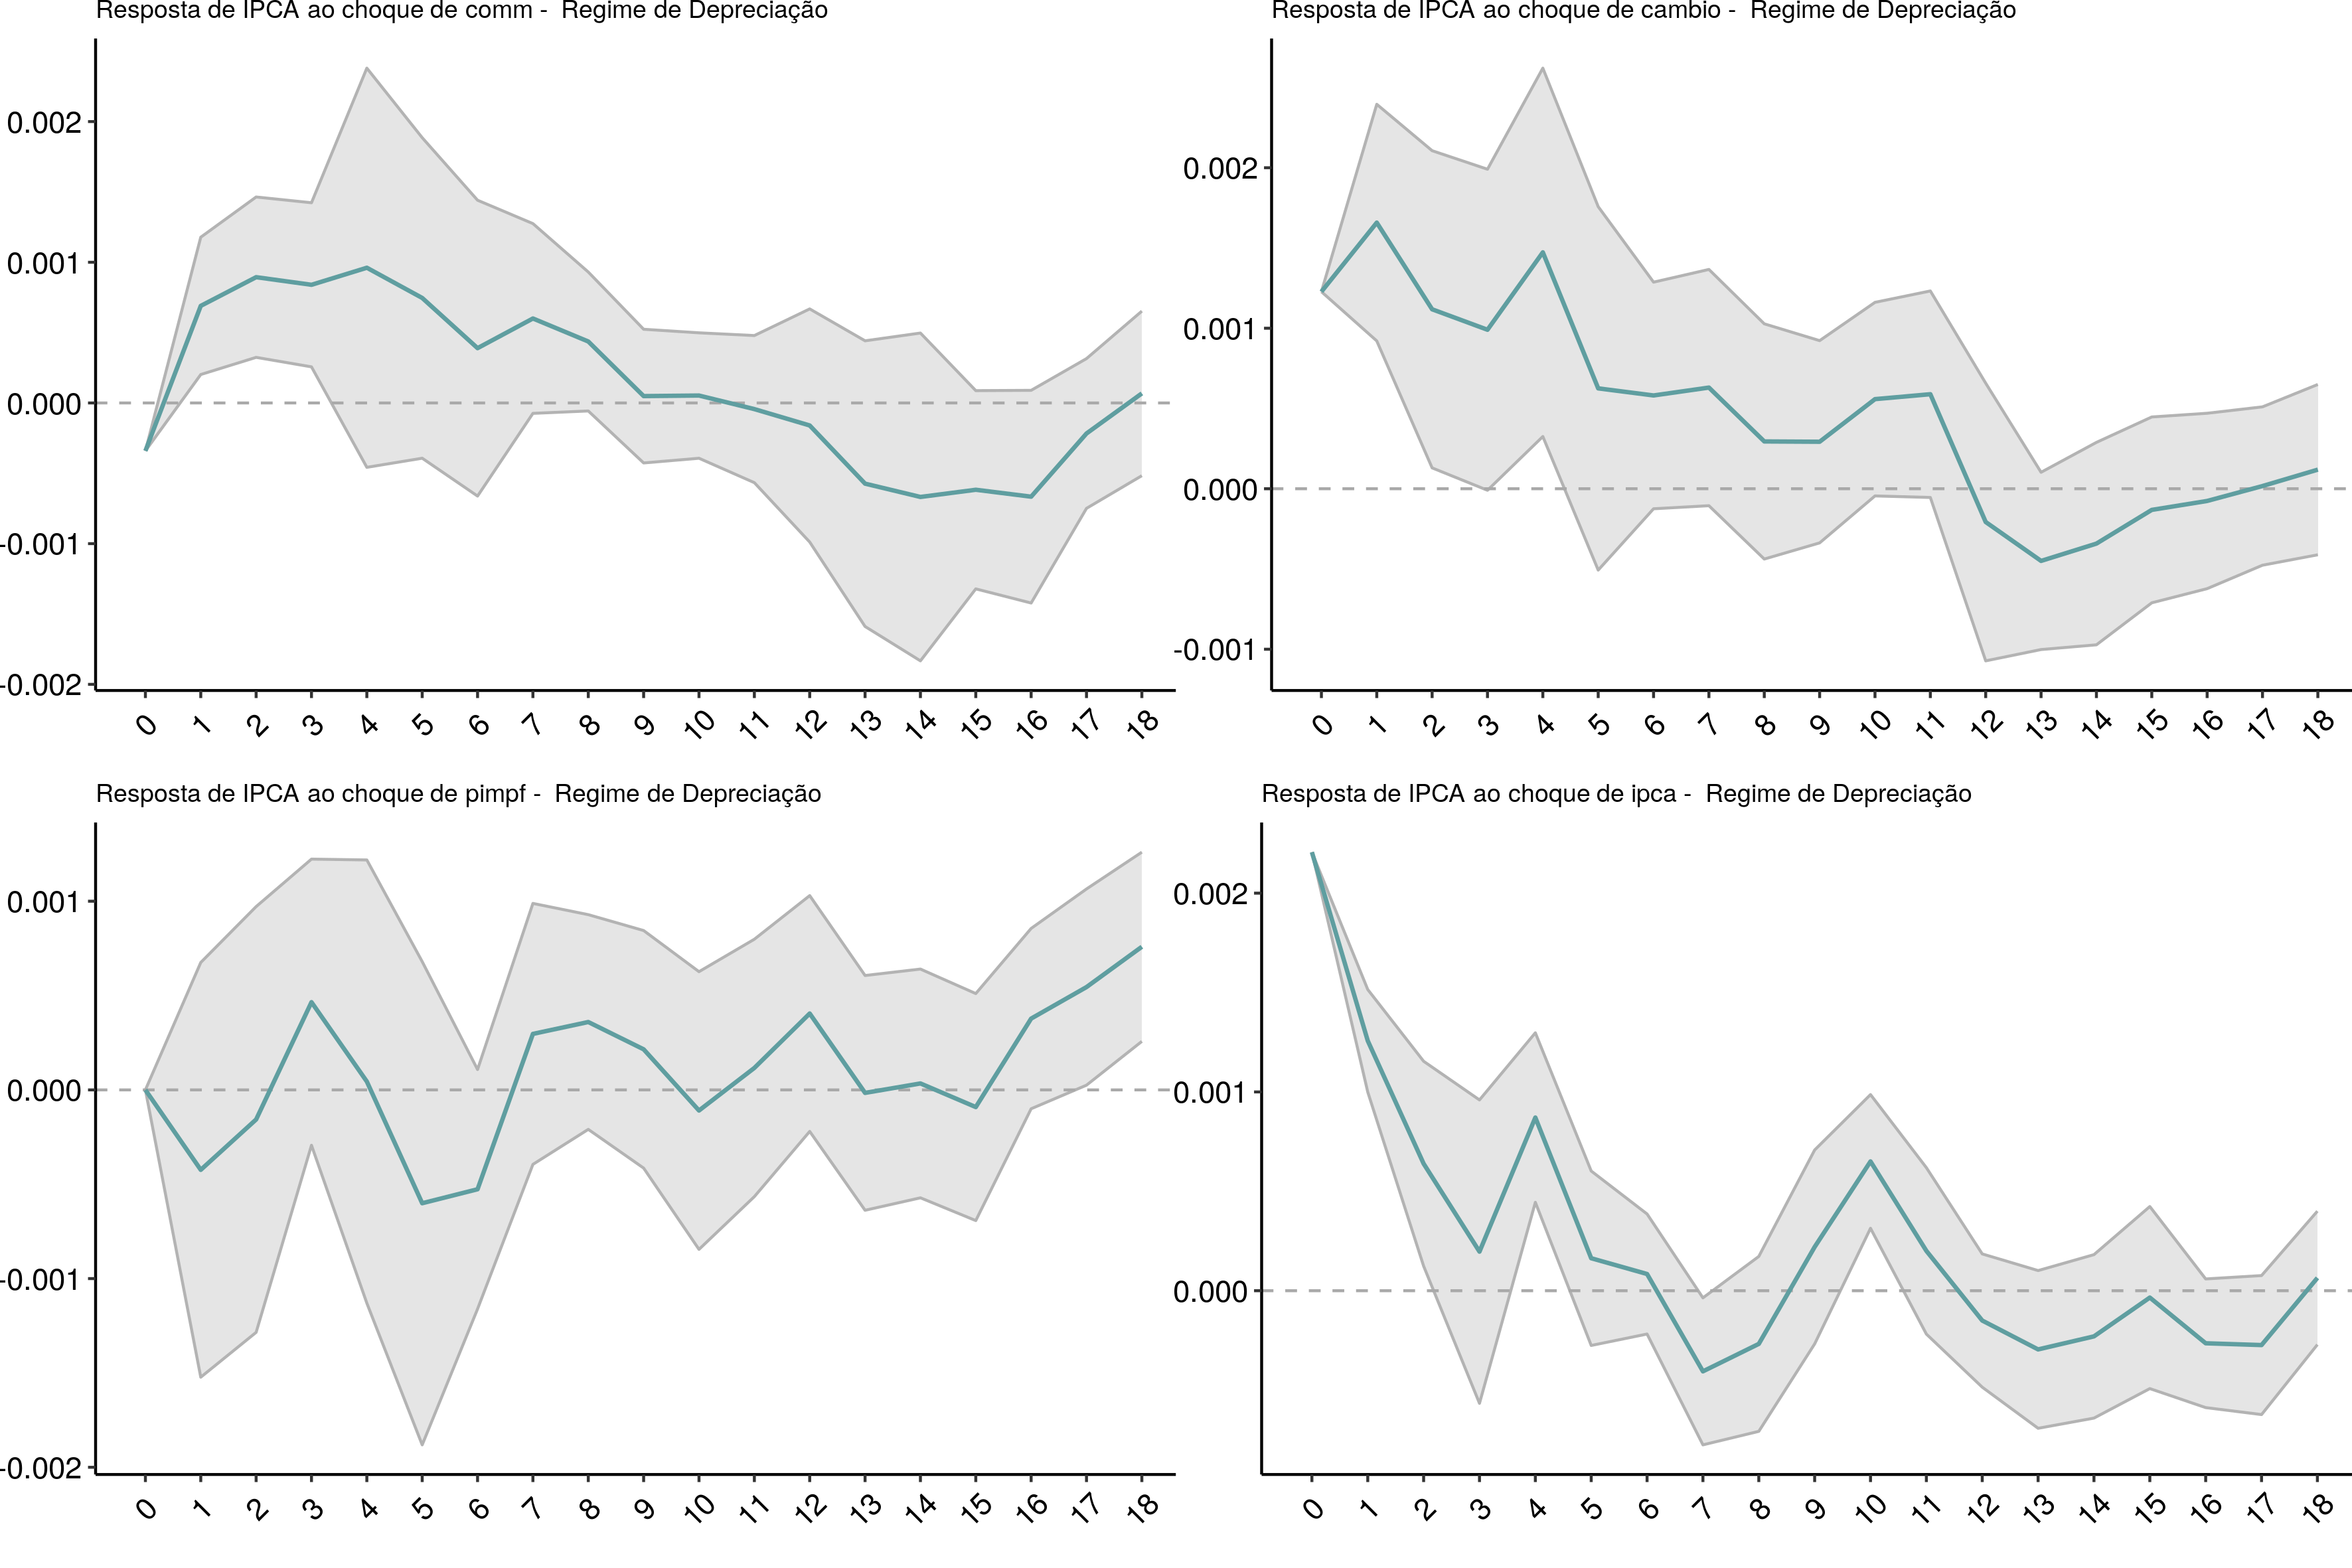 Resposta de IPCA ao choque de comm -  Regime de Depreciação
0.002
0.001
0.000
-0.001
-0.002
0 1 2 3 4 5 6 7 8 9 10 11 12 13 14 15 16 17 18
Resposta de IPCA ao choque de cambio -  Regime de Depreciação
0.002
0.001
0.000
-0.001
0 1 2 3 4 5 6 7 8 9 10 11 12 13 14 15 16 17 18
Resposta de IPCA ao choque de pimpf -  Regime de Depreciação
0.001
0.000
-0.001
-0.002
0 1 2 3 4 5 6 7 8 9 10 11 12 13 14 15 16 17 18
Resposta de IPCA ao choque de ipca -  Regime de Depreciação
0.002
0.001
0.000
0 1 2 3 4 5 6 7 8 9 10 11 12 13 14 15 16 17 18